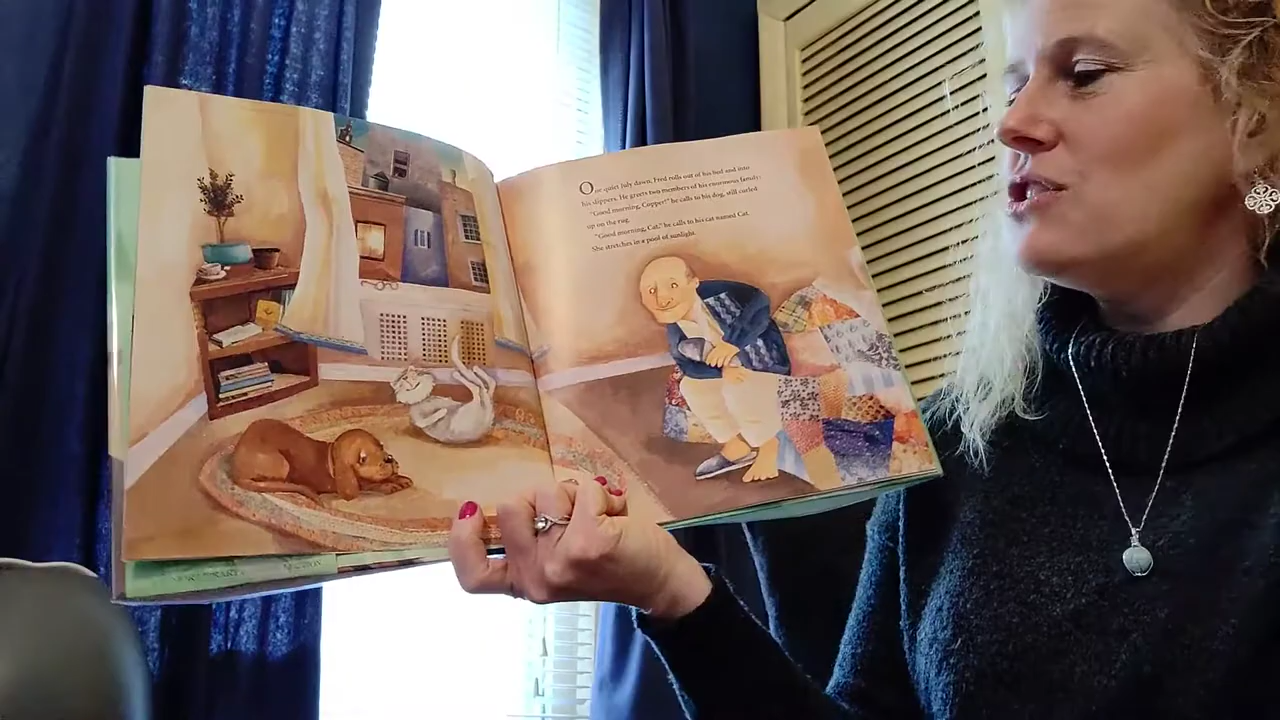 One quiet July dawn, Fred rolls out of his bed and into
his slippers. He greets two members of his enormous family:
"Good morning, Copper!" he calls to his dog, still curled
up on the rug.
"Good morning, Cat," he calls to his cat named Cat.
She stretches in a pool of sunlight.